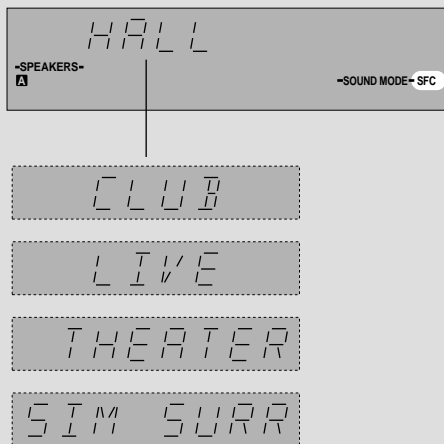 HALL
-SPEAKERS-
A -SOUND MODE- SFC
CLUB
LIVE
THEATER
SIM SURR